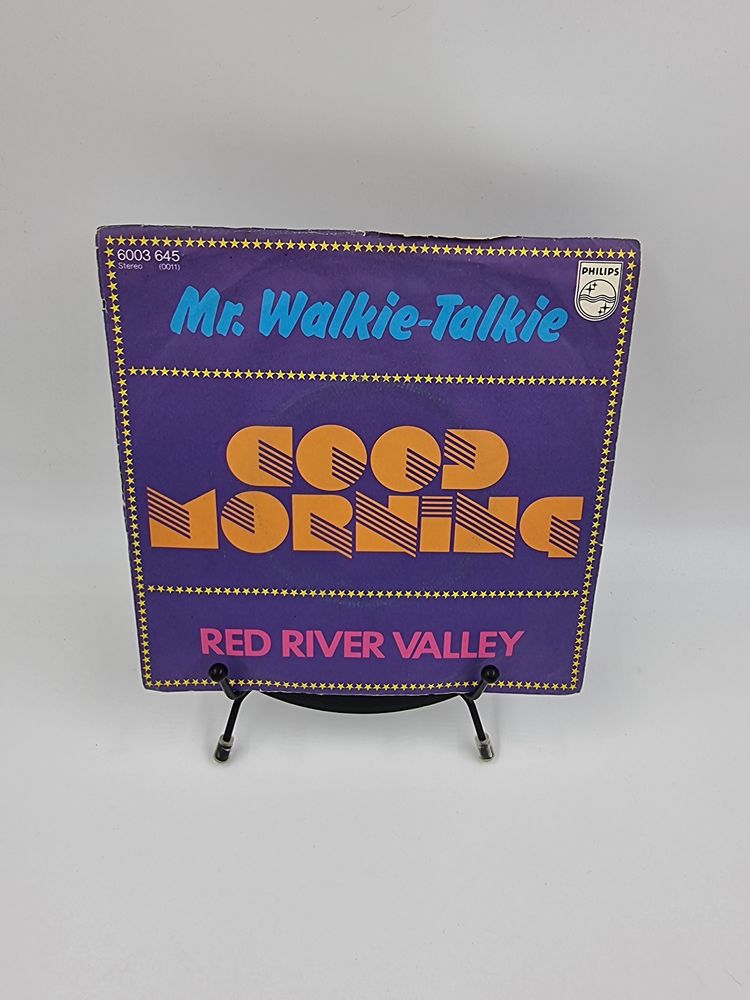 6003 645
Stereo (0011)
PHILIPS
Mr. Walkie-Talkie
GOOD
MORNING
RED RIVER VALLEY